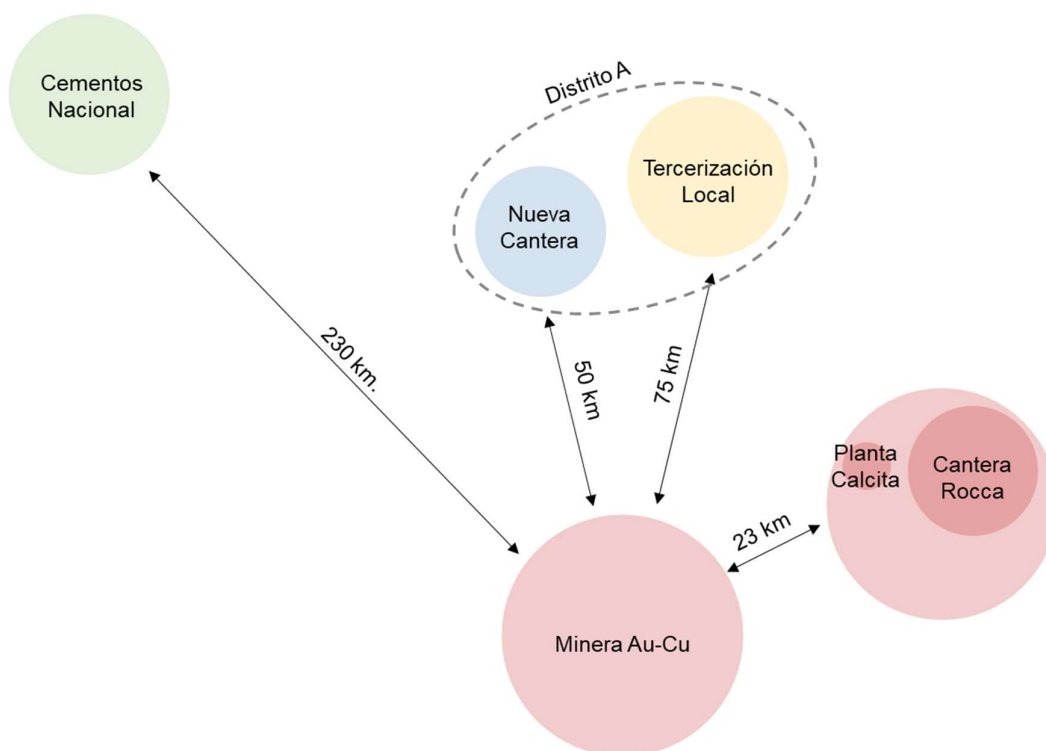 Cementos
Nacional
Distrito A
Tercerización
Local
Nueva
Cantera
230 km.
50 km
75 km
Planta
Calcita
Cantera
Rocca
23 km
Minera Au-Cu